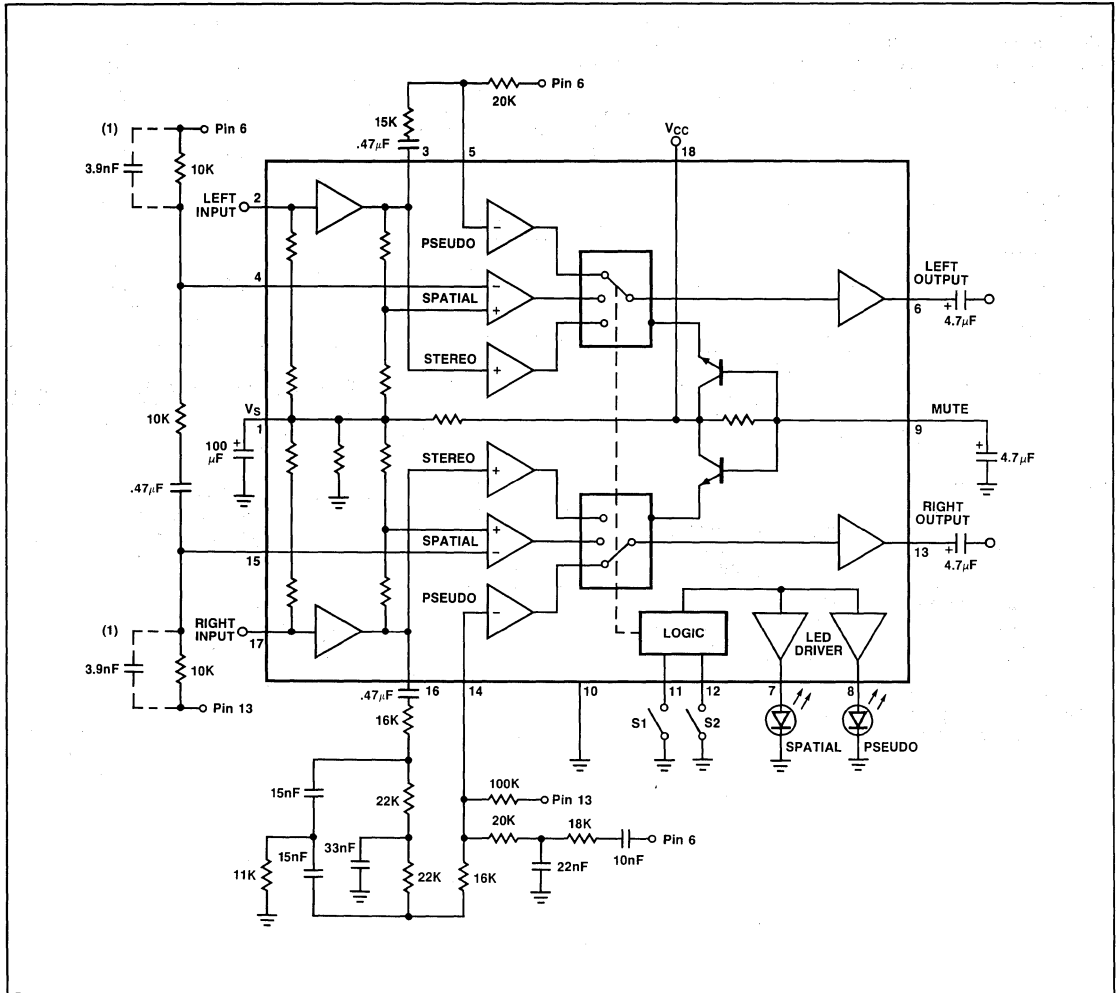 Pin 6
20K
(1)
Pin 6
15K
.47µF
3
5
VCC
18
3.9nF
10K
LEFT
INPUT
2
PSEUDO
4
SPATIAL
LEFT
OUTPUT
6
+
4.7µF
STEREO
10K
VS
1
MUTE
9
100
µF
+
+
4.7µF
STEREO
.47µF
RIGHT
OUTPUT
13
+
4.7µF
SPATIAL
15
PSEUDO
(1)
RIGHT
INPUT
17
LOGIC
LED
DRIVER
3.9nF
10K
Pin 13
.47µF
16
14
10
11
12
7
8
16K
S1
S2
SPATIAL
PSEUDO
15nF
22K
100K
Pin 13
20K
18K
Pin 6
11K
15nF
33nF
22K
16K
22nF
10nF
−
−
+
+
+
+
−
−